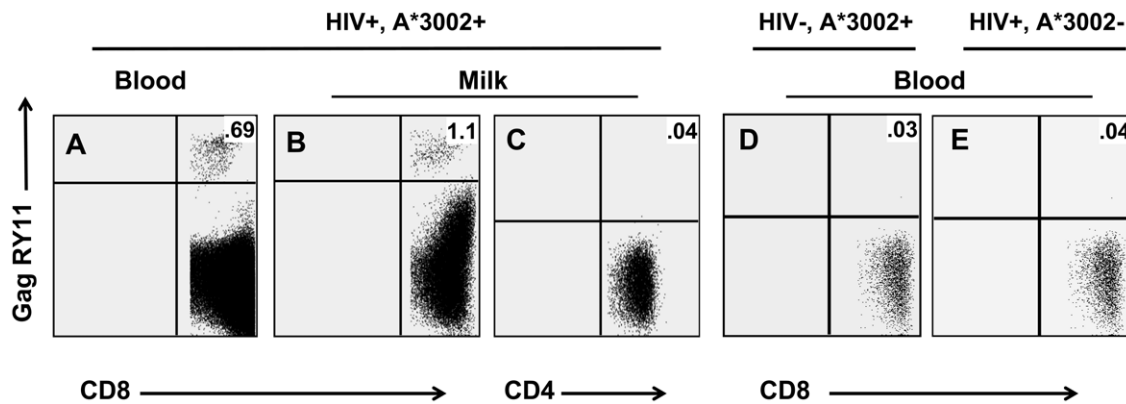 HIV+, A*3002+
HIV-, A*3002+
HIV+, A*3002-
Blood
Milk
Blood
Gag RY11
A
.69
B
1.1
C
.04
D
.03
E
.04
CD8
CD4
CD8